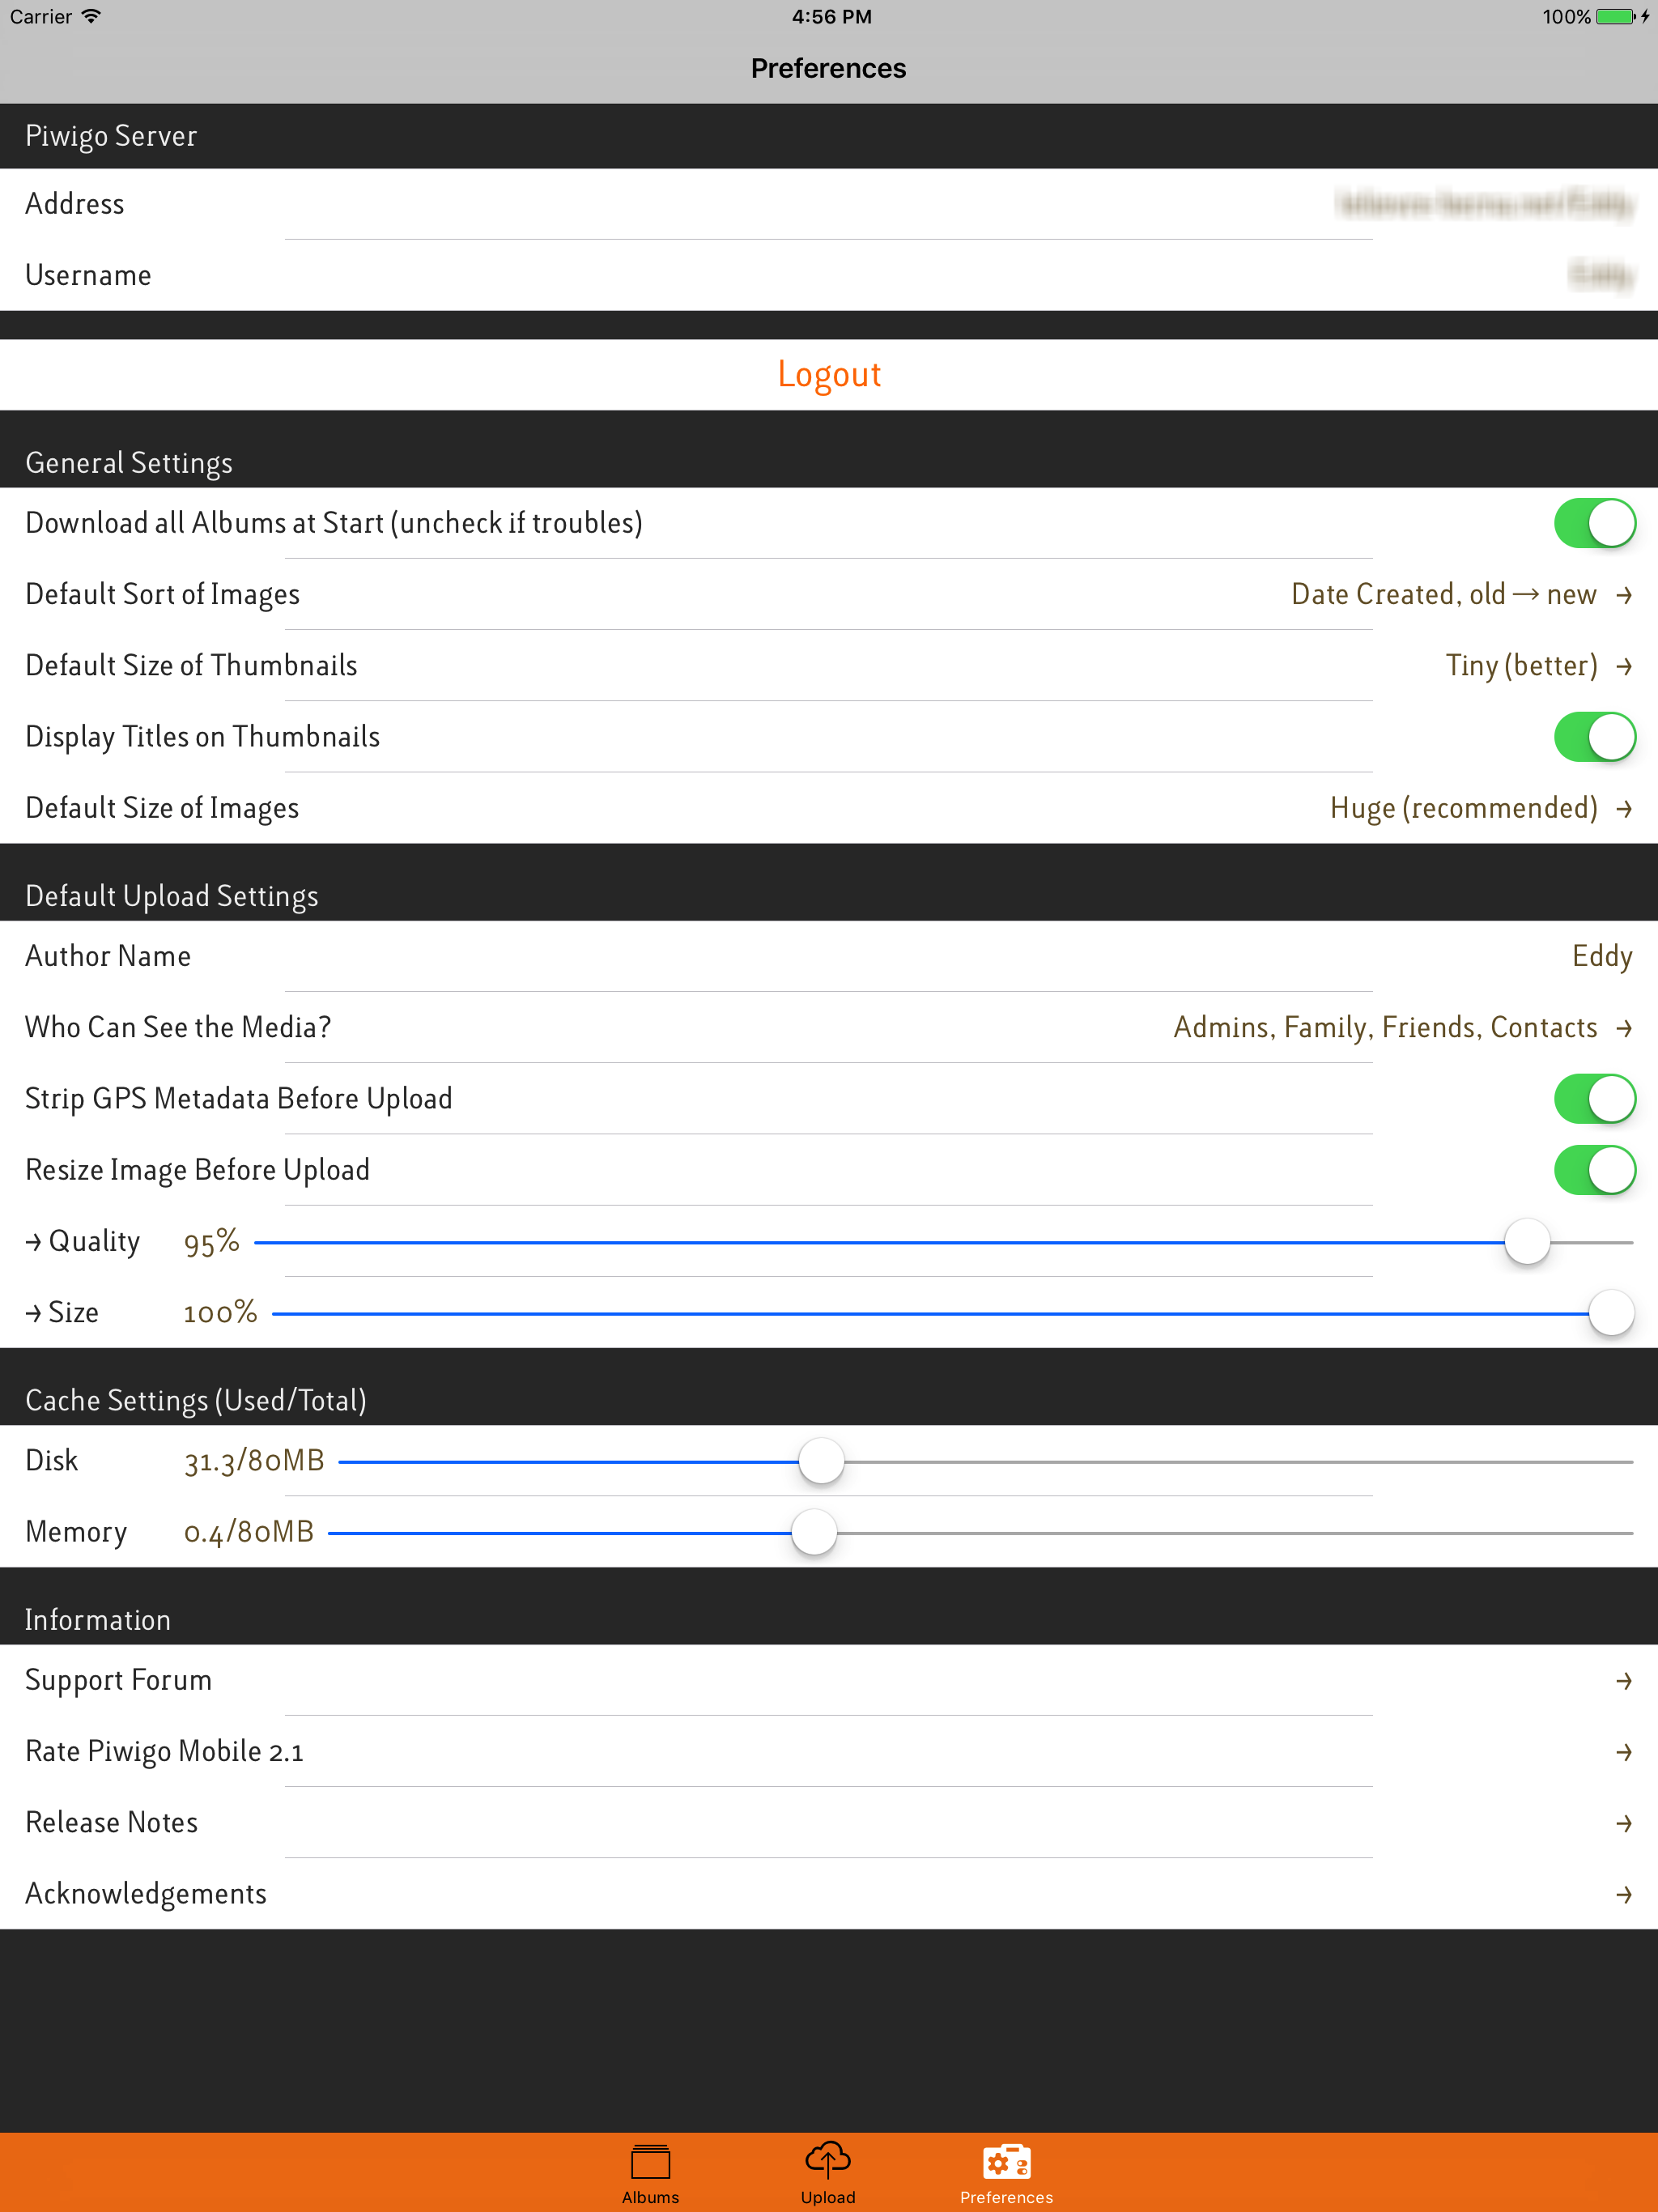 Carrier 4:56 PM 100%
Preferences
Piwigo Server
Address
Username
Logout
General Settings
Download all Albums at Start (uncheck if troubles)
Default Sort of Images Date Created, old → new →
Default Size of Thumbnails Tiny (better) →
Display Titles on Thumbnails
Default Size of Images Huge (recommended) →
Default Upload Settings
Author Name Eddy
Who Can See the Media? Admins, Family, Friends, Contacts →
Strip GPS Metadata Before Upload
Resize Image Before Upload
→ Quality 95%
→ Size 100%
Cache Settings (Used/Total)
Disk 31.3/80MB
Memory 0.4/80MB
Information
Support Forum →
Rate Piwigo Mobile 2.1 →
Release Notes →
Acknowledgements →
Albums Upload Preferences